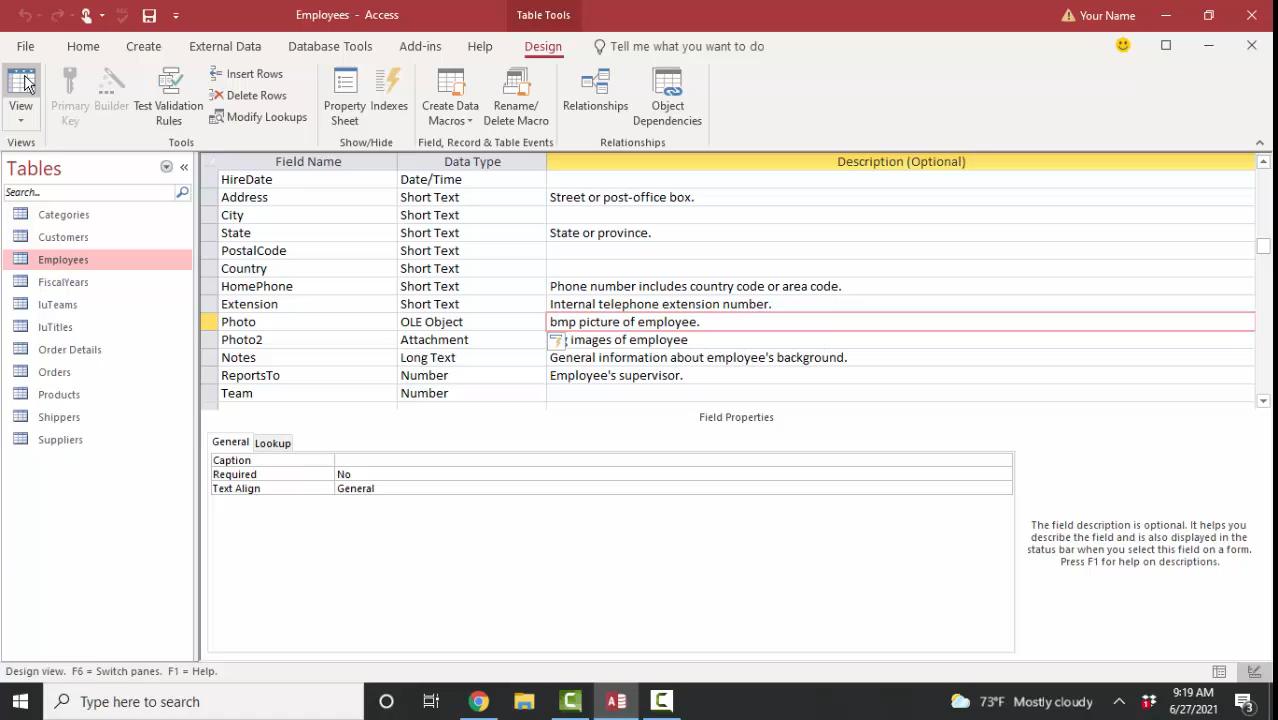 Employees - Access
Table Tools
Your Name
File Home Create External Data Database Tools Add-ins Help Design Tell me what you want to do
View
Primary Key
Builder
Test Validation Rules
Insert Rows
Delete Rows
Modify Lookups
Property Sheet
Indexes
Create Data Macros
Rename/ Delete Macro
Relationships
Object Dependencies
Views Tools Show/Hide Field, Record & Table Events Relationships
Tables
Search...
Categories
Customers
Employees
FiscalYears
luTeams
luTitles
Order Details
Orders
Products
Shippers
Suppliers
Field Name Data Type Description (Optional)
HireDate Date/Time
Address Short Text Street or post-office box.
City Short Text
State Short Text State or province.
PostalCode Short Text
Country Short Text
HomePhone Short Text Phone number includes country code or area code.
Extension Short Text Internal telephone extension number.
Photo OLE Object bmp picture of employee.
Photo2 Attachment images of employee
Notes Long Text General information about employee's background.
ReportsTo Number Employee's supervisor.
Team Number
Field Properties
General Lookup
Caption
Required No
Text Align General
The field description is optional. It helps you
describe the field and is also displayed in the
status bar when you select this field on a form.
Press F1 for help on descriptions.
Design view. F6 = Switch panes. F1 = Help.
Type here to search
73°F Mostly cloudy
9:19 AM
6/27/2021
3